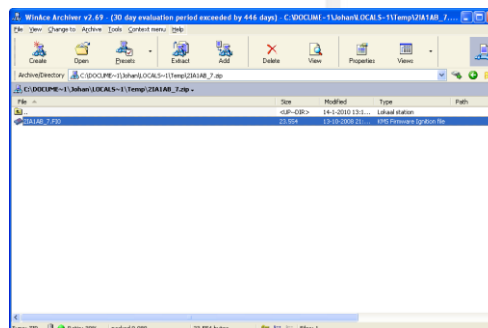 WinAce Archiver v2.69 - [30 day evaluation period exceeded by 446 days] - C:\DOCUME~1\Johan\LOCALS~1\Temp\2IA1AB_7....
File View Change to Archive Tools Context menu Help
Create Open Presets Extract Add Delete View Properties Views
Archive/Directory C:\DOCUME~1\Johan\LOCALS~1\Temp\2IA1AB_7.zip
C:\DOCUME~1\Johan\LOCALS~1\Temp\2IA1AB_7.zip
File Size Modified Type Path
.. <UP--DIR> 14-1-2010 13:1... Lokaal station
2IA1AB_7.FI0 23.554 13-10-2008 21:... KMS Firmware Ignition file